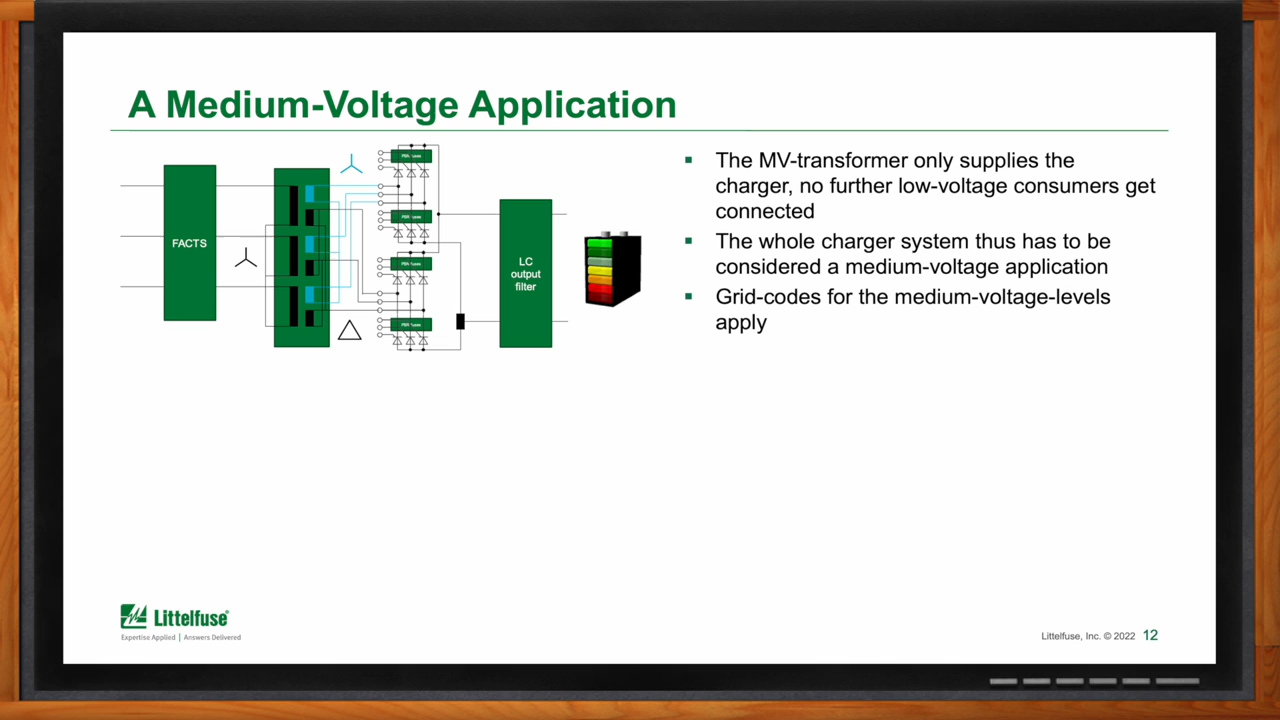 A Medium-Voltage Application
FACTS
LC
output
filter
▪ The MV-transformer only supplies the
charger, no further low-voltage consumers get
connected
▪ The whole charger system thus has to be
considered a medium-voltage application
▪ Grid-codes for the medium-voltage-levels
apply
Littelfuse®
Expertise Applied | Answers Delivered
Littelfuse, Inc. © 2022 12